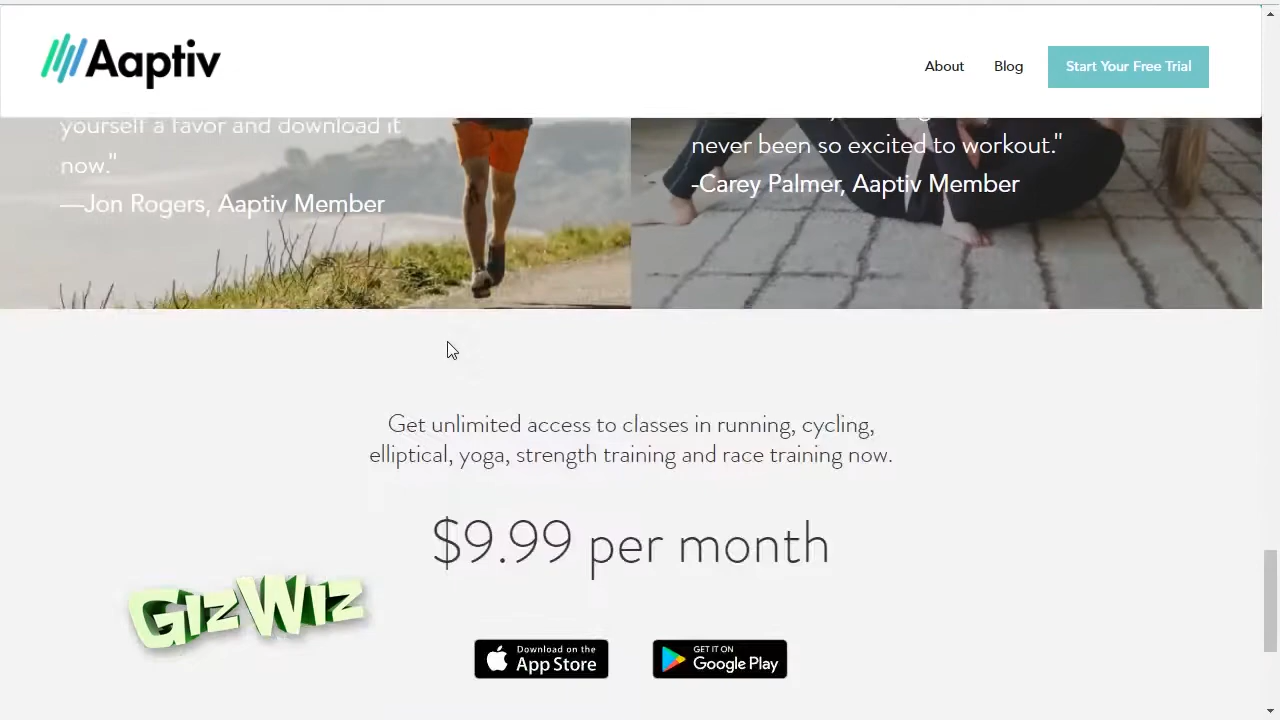 Aaptiv
About
Blog
Start Your Free Trial
yourself a favor and download it
now."
—Jon Rogers, Aaptiv Member
never been so excited to workout."
-Carey Palmer, Aaptiv Member
Get unlimited access to classes in running, cycling,
elliptical, yoga, strength training and race training now.
$9.99 per month
GizWiz
Download on the
App Store
GET IT ON
Google Play